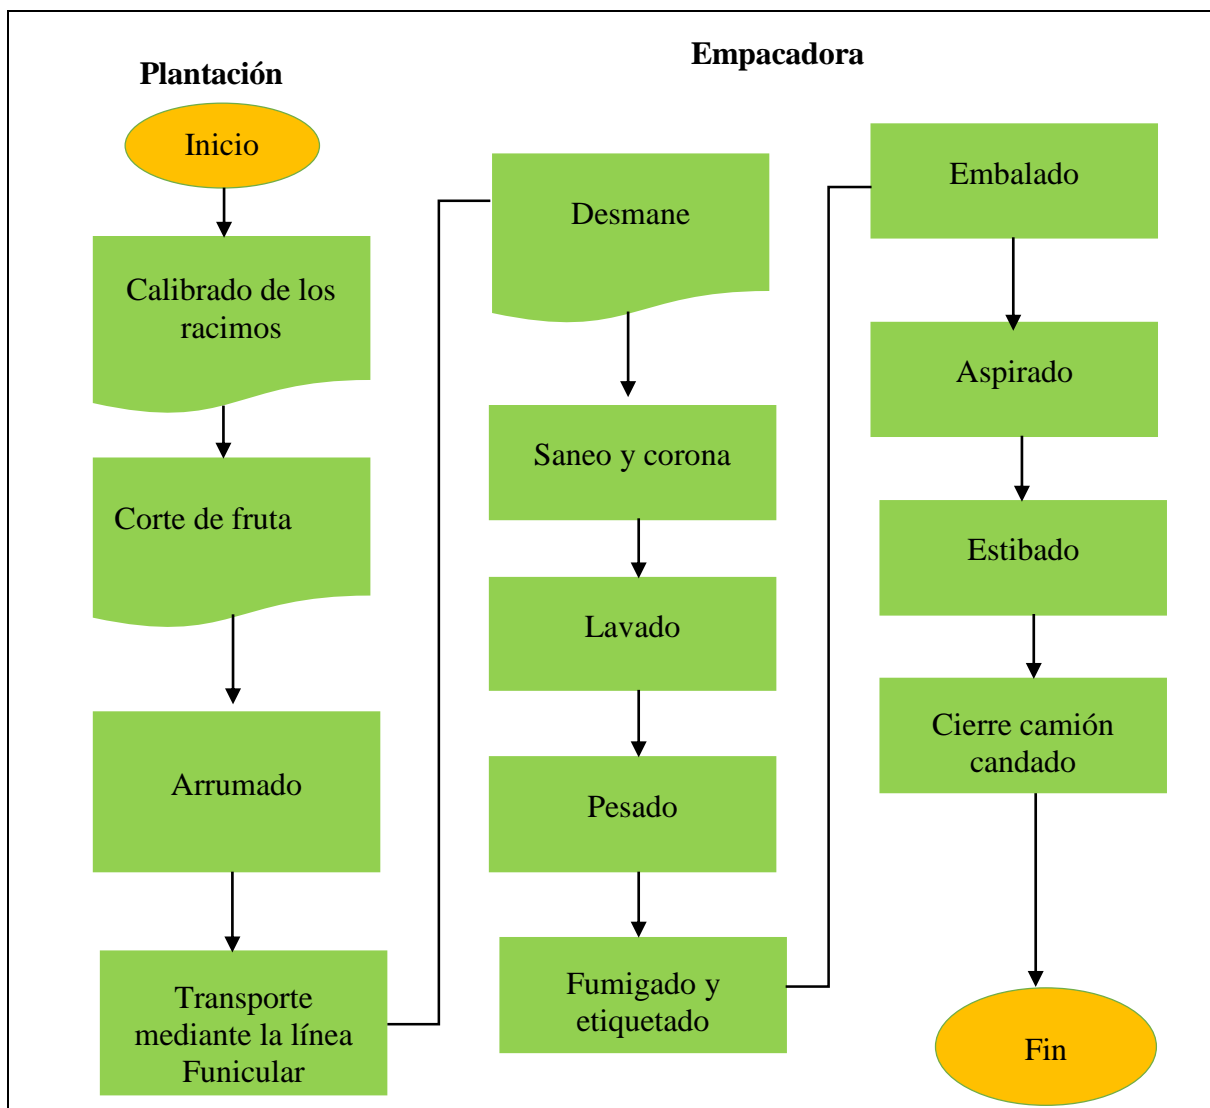 Plantación
Inicio
Calibrado de los
racimos
Corte de fruta
Arrumado
Transporte
mediante la línea
Funicular
Empacadora
Desmane
Saneo y corona
Lavado
Pesado
Fumigado y
etiquetado
Embalado
Aspirado
Estibado
Cierre camión
candado
Fin